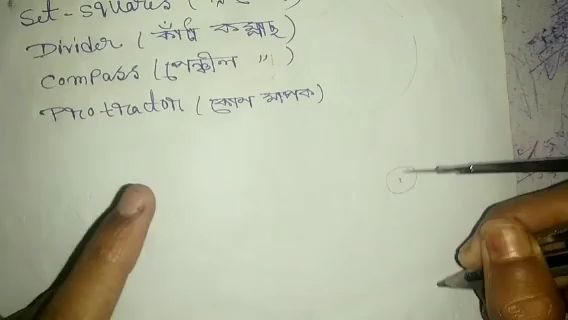 Set-squares (
Divider ( কাঁটা কম্পাছ )
Compass (পেঞ্চিল " )
Protractor ( কোণ মাপক )